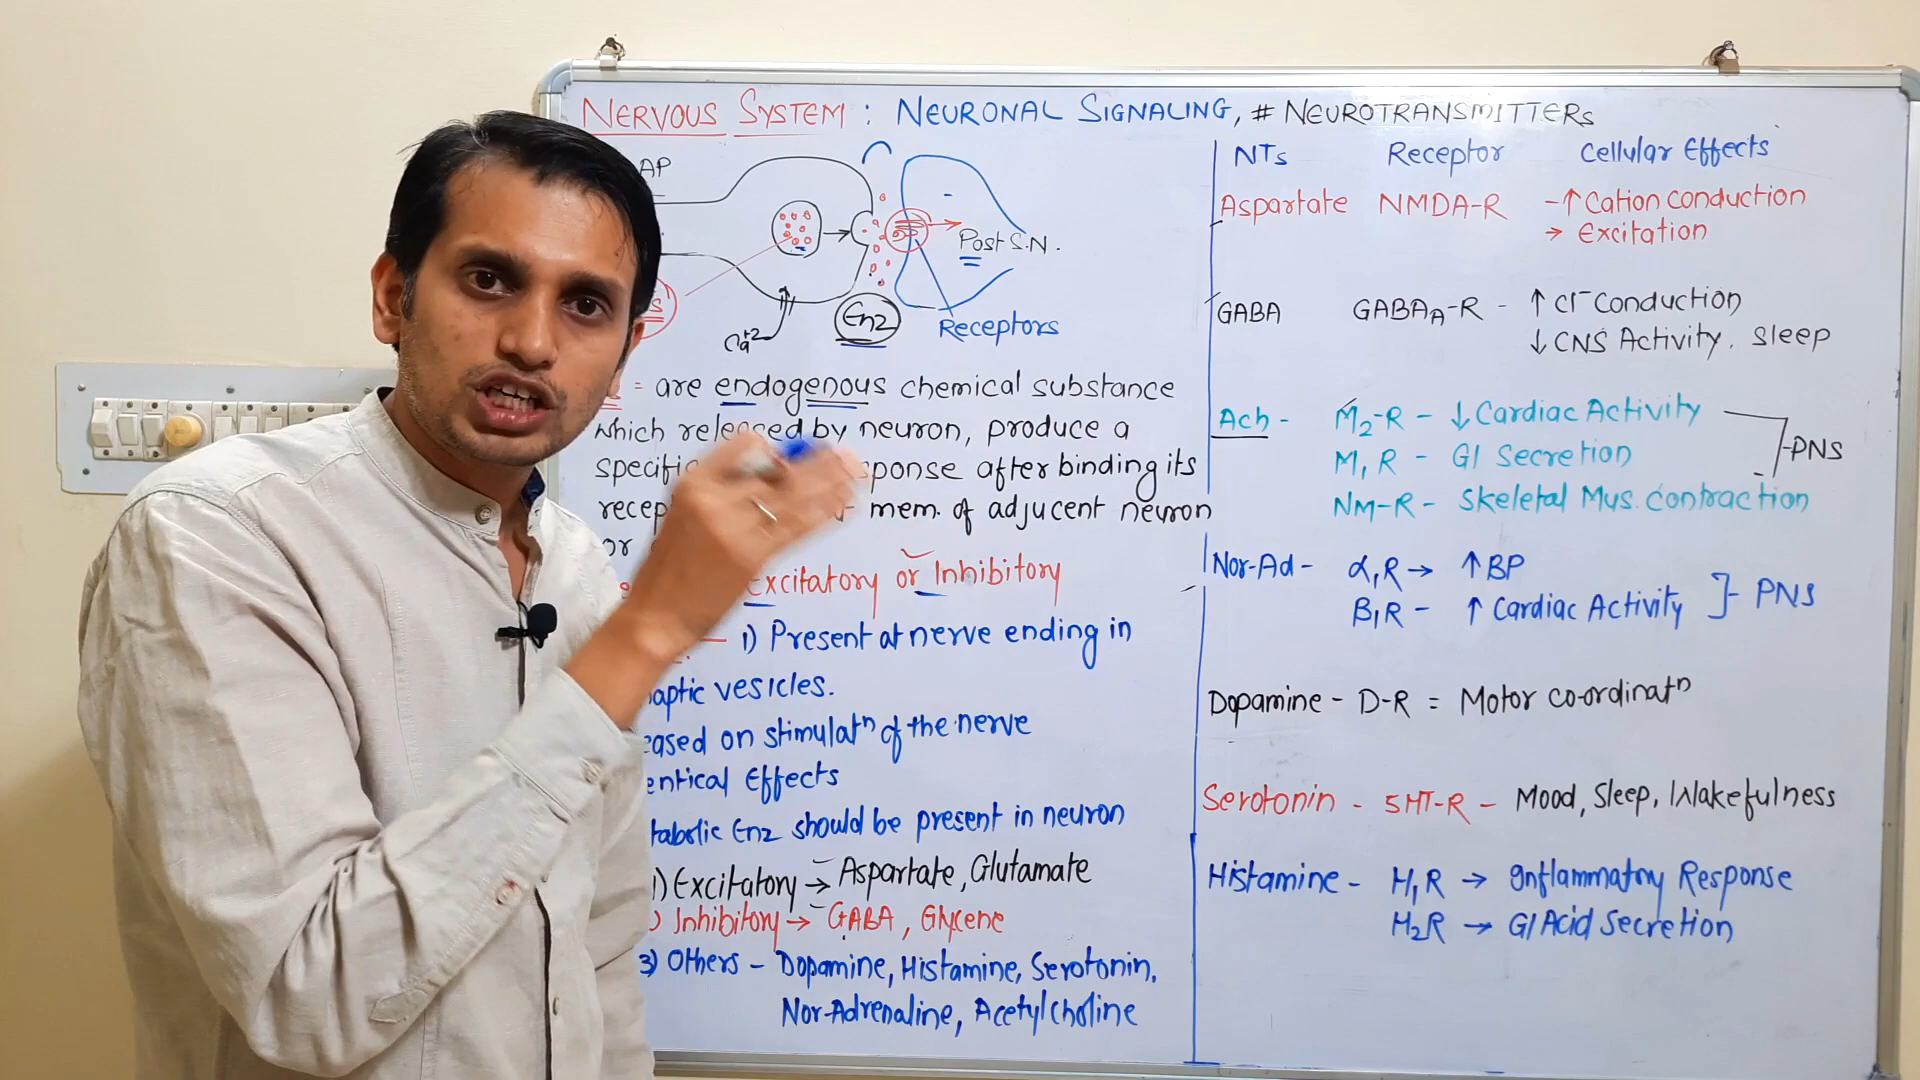 NERVOUS SYSTEM : NEURONAL SIGNALING, # NEUROTRANSMITTERS
AP
Post S.N.
Enz
Receptors
Ca+2
= are endogenous chemical substance
which released by neuron, produce a
specific sponse after binding its
recep mem. of adjucent neuron
or
Excitatory or Inhibitory
1) Present at nerve ending in
aptic vesicles.
eased on stimulatn of the nerve
entical Effects
tabolic Enz should be present in neuron
1) Excitatory → Aspartate, Glutamate
) Inhibitory → GABA, Glycene
3) Others - Dopamine, Histamine, Serotonin,
Nor-Adrenaline, Acetylcholine
NTs Receptor Cellular Effects
Aspartate NMDA-R - ↑ Cation conduction
→ Excitation
GABA GABAA-R - ↑ Cl- Conduction
↓ CNS Activity, Sleep
Ach - M2-R - ↓ Cardiac Activity
M1R - GI Secretion
PNS
NM-R - Skeletal Mus. Contraction
Nor-Ad - α1R → ↑ BP
B1R - ↑ Cardiac Activity
PNS
Dopamine - D-R = Motor co-ordinatn
Serotonin - 5HT-R - Mood, Sleep, Wakefulness
Histamine - H1R → Inflammatory Response
H2R → GI Acid Secretion